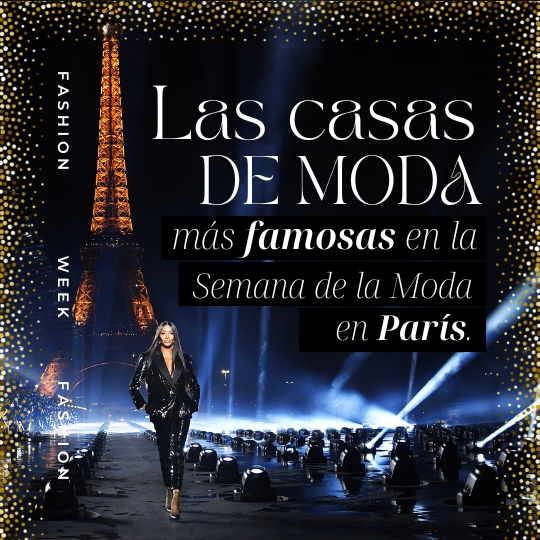 Las casas
DE MODA
más famosas en la
Semana de la Moda
en París.
FASHION
WEEK
FASHION